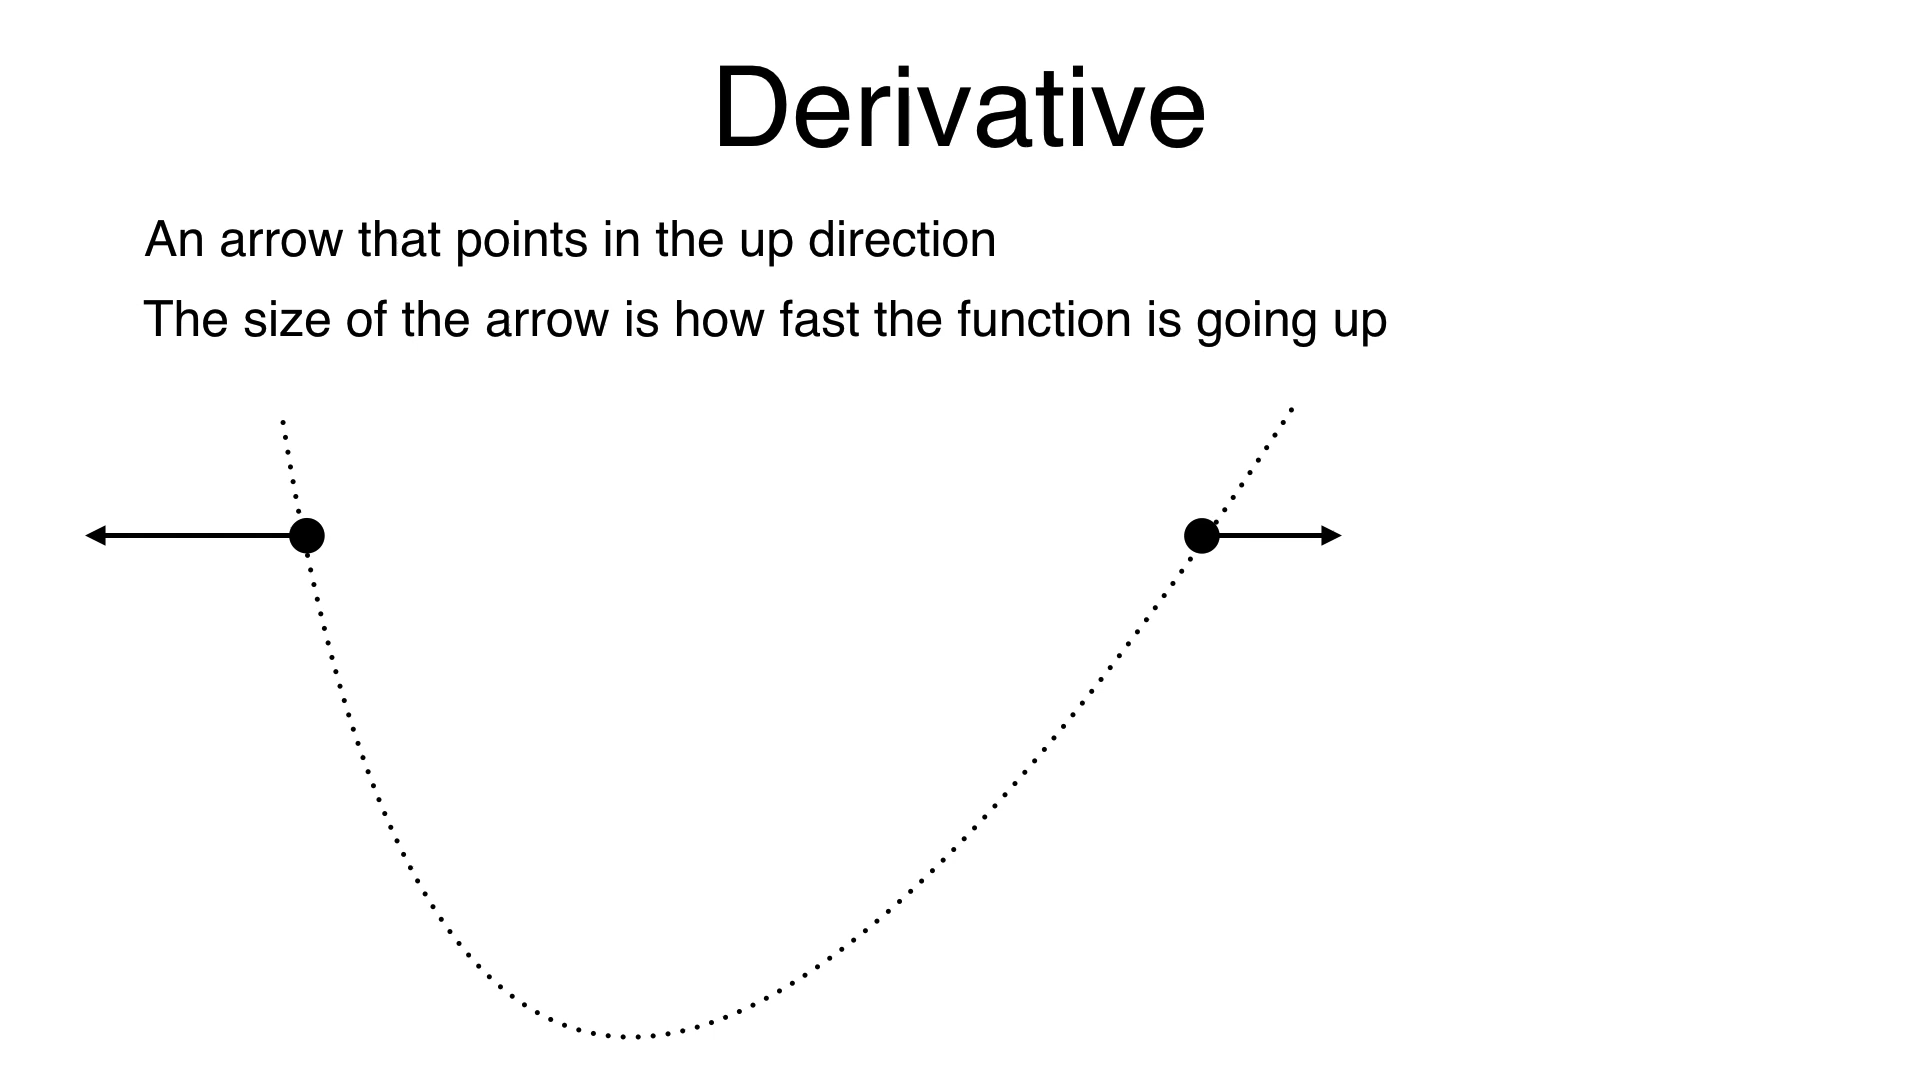 Derivative
An arrow that points in the up direction
The size of the arrow is how fast the function is going up